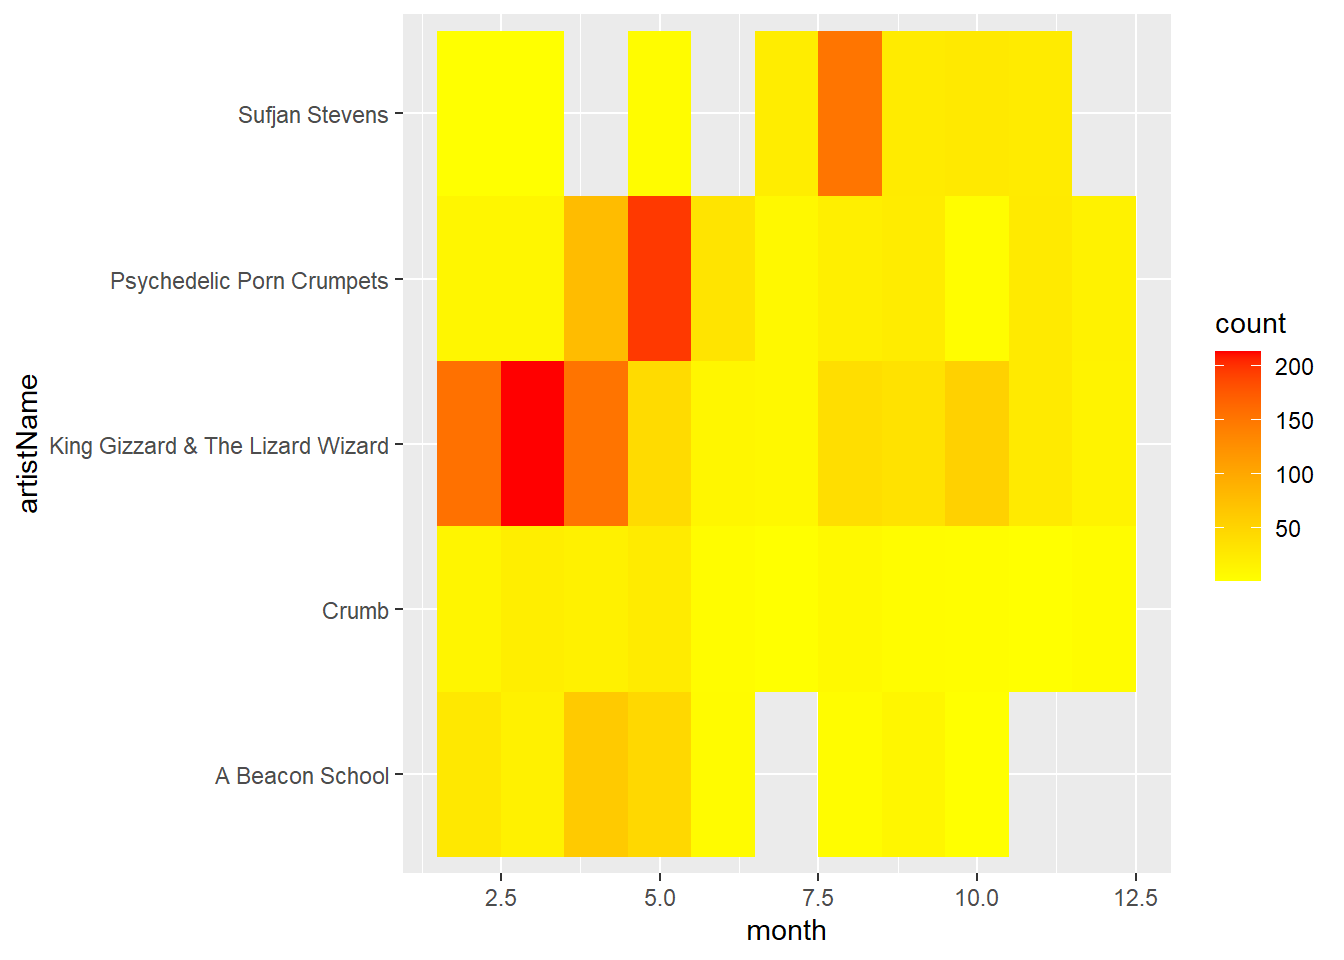 Sufjan Stevens
Psychedelic Porn Crumpets
King Gizzard & The Lizard Wizard
Crumb
A Beacon School
artistName
2.5
5.0
7.5
10.0
12.5
month
count
200
150
100
50